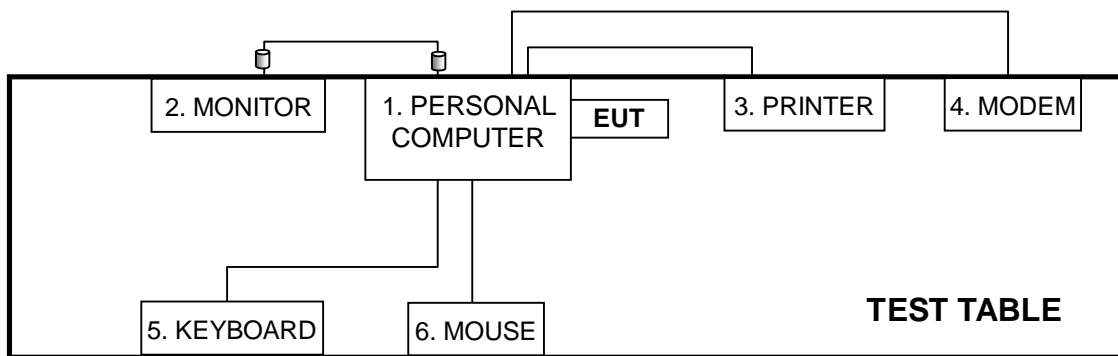 2. MONITOR
1. PERSONAL
COMPUTER
EUT
3. PRINTER
4. MODEM
5. KEYBOARD
6. MOUSE
TEST TABLE